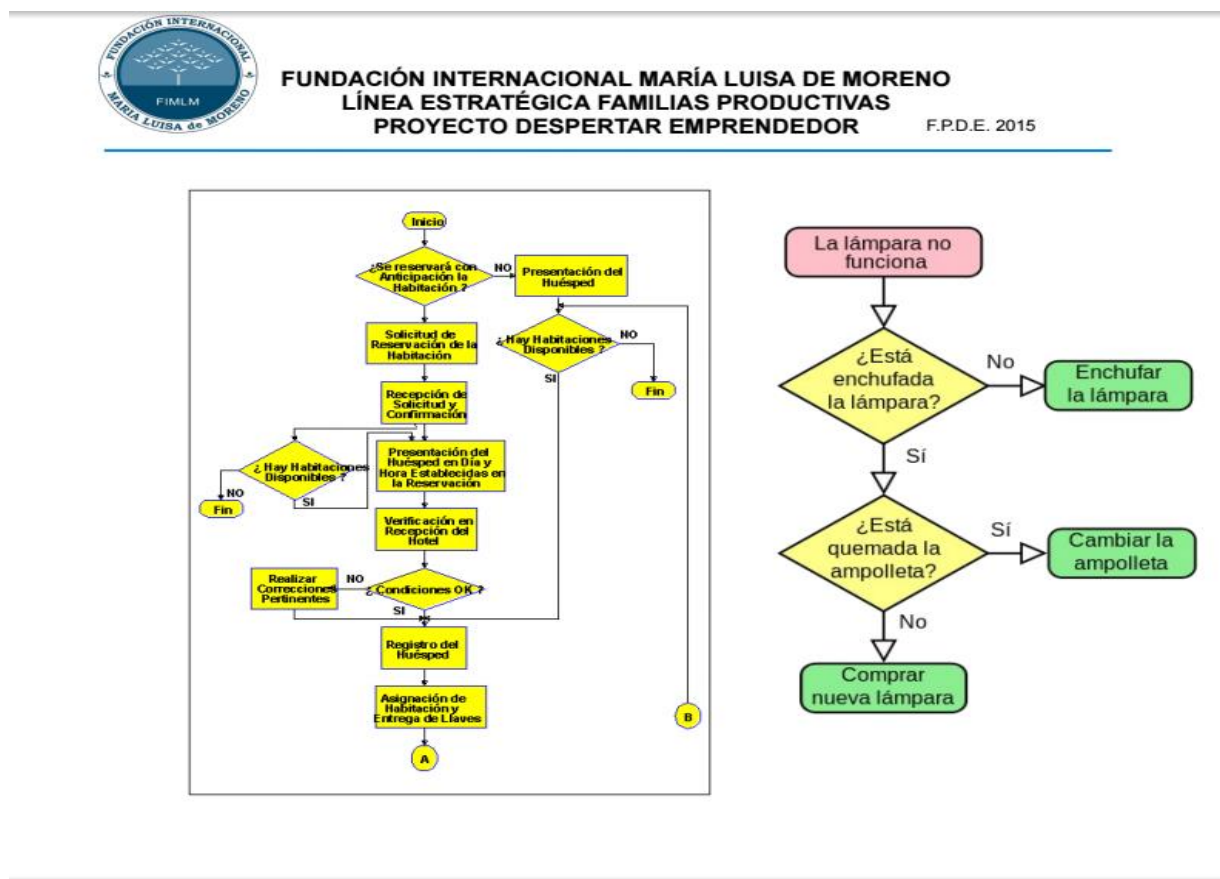 FUNDACIÓN INTERNACIONAL
MARIA LUISA de MORENO
FIMLM
FUNDACIÓN INTERNACIONAL MARÍA LUISA DE MORENO
LÍNEA ESTRATÉGICA FAMILIAS PRODUCTIVAS
PROYECTO DESPERTAR EMPRENDEDOR
F.P.D.E. 2015
Inicio
¿Se reservará con
Anticipación la
Habitación ?
NO
Presentación del
Huésped
Solicitud de
Reservación de la
Habitación
¿ Hay Habitaciones
Disponibles ?
NO
SI
Fin
Recepción de
Solicitud y
Confirmación
¿ Hay Habitaciones
Disponibles ?
NO
SI
Fin
Presentación del
Huésped en Día y
Hora Establecidas en
la Reservación
Verificación en
Recepción del
Hotel
¿ Condiciones OK ?
NO
SI
Realizar
Correcciones
Pertinentes
Registro del
Huésped
Asignación de
Habitación y
Entrega de Llaves
A
B
La lámpara no
funciona
¿Está
enchufada
la lámpara?
No
Enchufar
la lámpara
Sí
¿Está
quemada la
ampolleta?
Sí
Cambiar la
ampolleta
No
Comprar
nueva lámpara